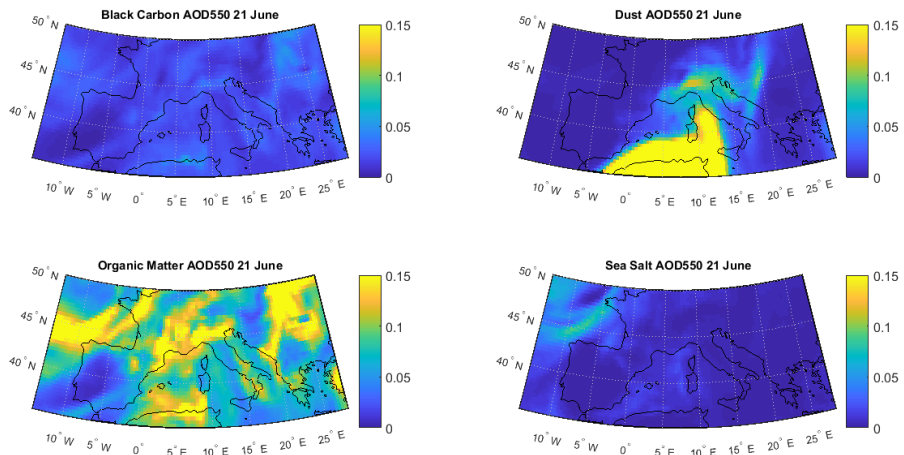 Black Carbon AOD550 21 June
50° N
45° N
40° N
10° W
5° W
0°
5° E
10° E
15° E
20° E
25° E
0.15
0.1
0.05
0
Dust AOD550 21 June
50° N
45° N
40° N
10° W
5° W
0°
5° E
10° E
15° E
20° E
25° E
0.15
0.1
0.05
0
Organic Matter AOD550 21 June
50° N
45° N
40° N
10° W
5° W
0°
5° E
10° E
15° E
20° E
25° E
0.15
0.1
0.05
0
Sea Salt AOD550 21 June
50° N
45° N
40° N
10° W
5° W
0°
5° E
10° E
15° E
20° E
25° E
0.15
0.1
0.05
0